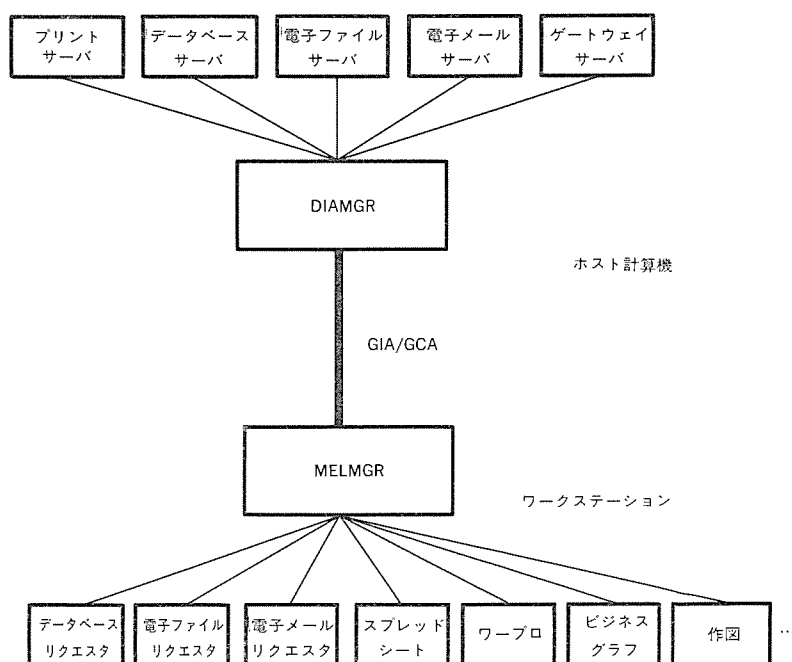 プリント
サーバ
データベース
サーバ
電子ファイル
サーバ
電子メール
サーバ
ゲートウェイ
サーバ
DIAMGR
ホスト計算機
GIA/GCA
MELMGR
ワークステーション
データベース
リクエスタ
電子ファイル
リクエスタ
電子メール
リクエスタ
スプレッド
シート
ワープロ
ビジネス
グラフ
作図
…